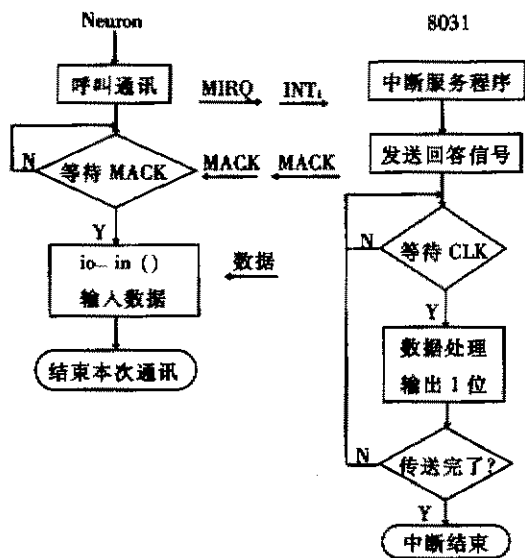 Neuron
8031
呼叫通讯
MIRQ
INT₁
中断服务程序
发送回答信号
N
等待 MACK
MACK
MACK
Y
N
等待 CLK
io_in ()
输入数据
数据
Y
数据处理
输出 1 位
结束本次通讯
N
传送完了?
Y
中断结束